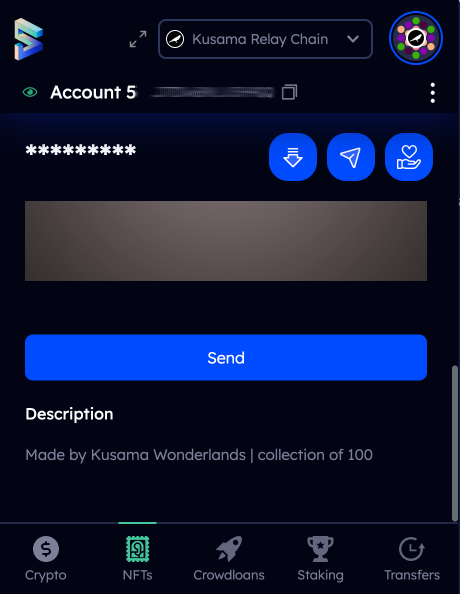 Kusama Relay Chain
Account 5
*********
Send
Description
Made by Kusama Wonderlands | collection of 100
Crypto
NFTs
Crowdloans
Staking
Transfers